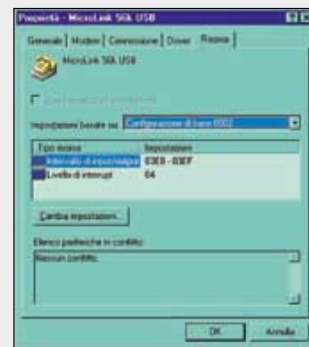 Proprietà - MicroLink 56k USB
Generale Modem Connessione Driver Risorse
MicroLink 56k USB
Impostazioni basate su: Configurazione di base 0002
Tipo risorsa Impostazioni
Intervallo di input/output 03E8 - 03EF
Livello di interrupt 04
Cambia impostazioni...
Elenco periferiche in conflitto:
Nessun conflitto.
OK Annulla